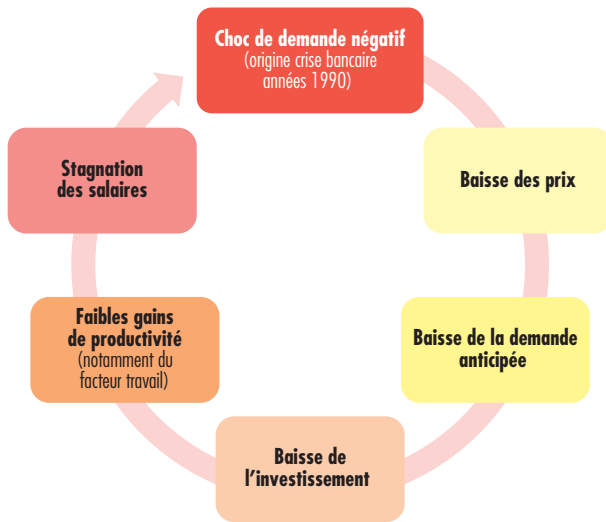 Choc de demande négatif
(origine crise bancaire
années 1990)
Baisse des prix
Baisse de la demande
anticipée
Baisse de
l'investissement
Faibles gains
de productivité
(notamment du
facteur travail)
Stagnation
des salaires